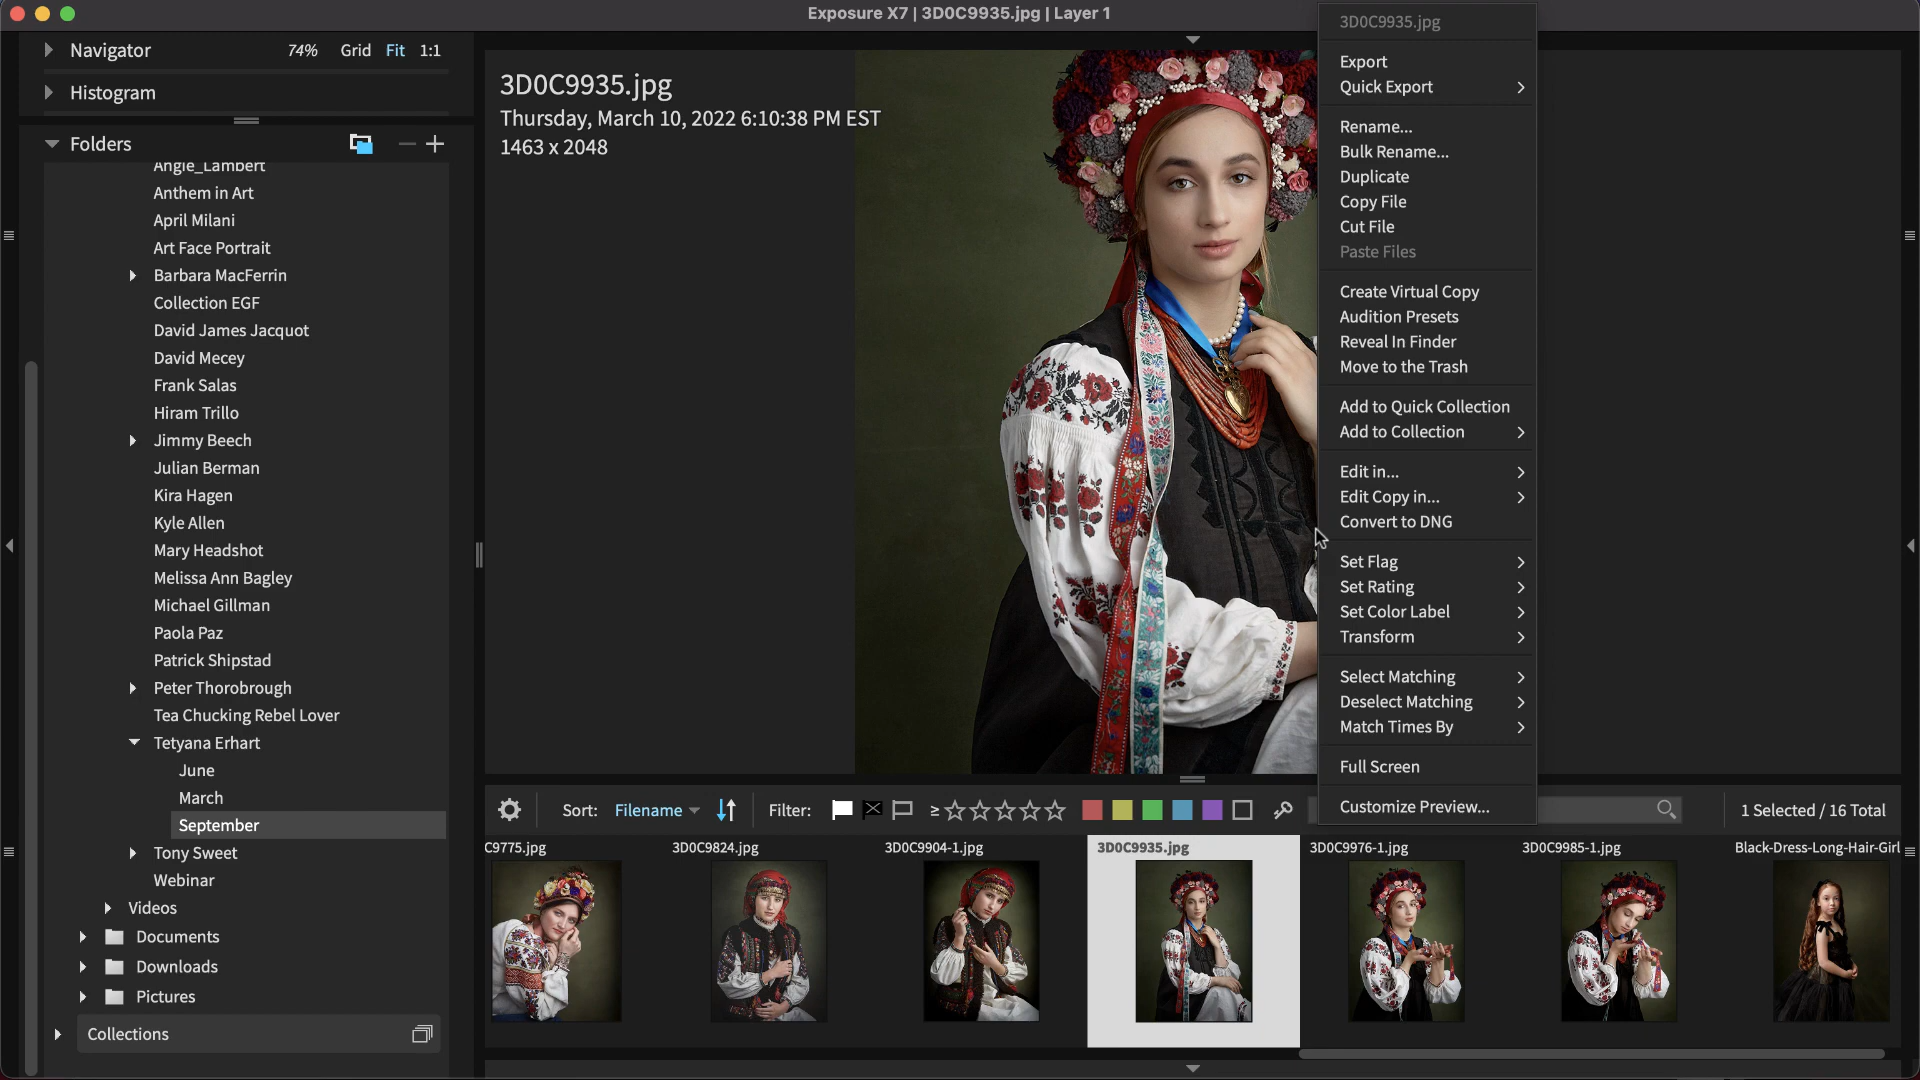 Exposure X7 | 3D0C9935.jpg | Layer 1
Navigator
74%
Grid
Fit
1:1
Histogram
Folders
Angie_Lambert
Anthem in Art
April Milani
Art Face Portrait
Barbara MacFerrin
Collection EGF
David James Jacquot
David Mecey
Frank Salas
Hiram Trillo
Jimmy Beech
Julian Berman
Kira Hagen
Kyle Allen
Mary Headshot
Melissa Ann Bagley
Michael Gillman
Paola Paz
Patrick Shipstad
Peter Thorobrough
Tea Chucking Rebel Lover
Tetyana Erhart
June
March
September
Tony Sweet
Webinar
Videos
Documents
Downloads
Pictures
Collections
3D0C9935.jpg
Thursday, March 10, 2022 6:10:38 PM EST
1463 x 2048
3D0C9935.jpg
Export
Quick Export
Rename...
Bulk Rename...
Duplicate
Copy File
Cut File
Paste Files
Create Virtual Copy
Audition Presets
Reveal In Finder
Move to the Trash
Add to Quick Collection
Add to Collection
Edit in...
Edit Copy in...
Convert to DNG
Set Flag
Set Rating
Set Color Label
Transform
Select Matching
Deselect Matching
Match Times By
Full Screen
Customize Preview...
Sort: Filename
Filter:
≥
1 Selected / 16 Total
C9775.jpg
3D0C9824.jpg
3D0C9904-1.jpg
3D0C9935.jpg
3D0C9976-1.jpg
3D0C9985-1.jpg
Black-Dress-Long-Hair-Girl